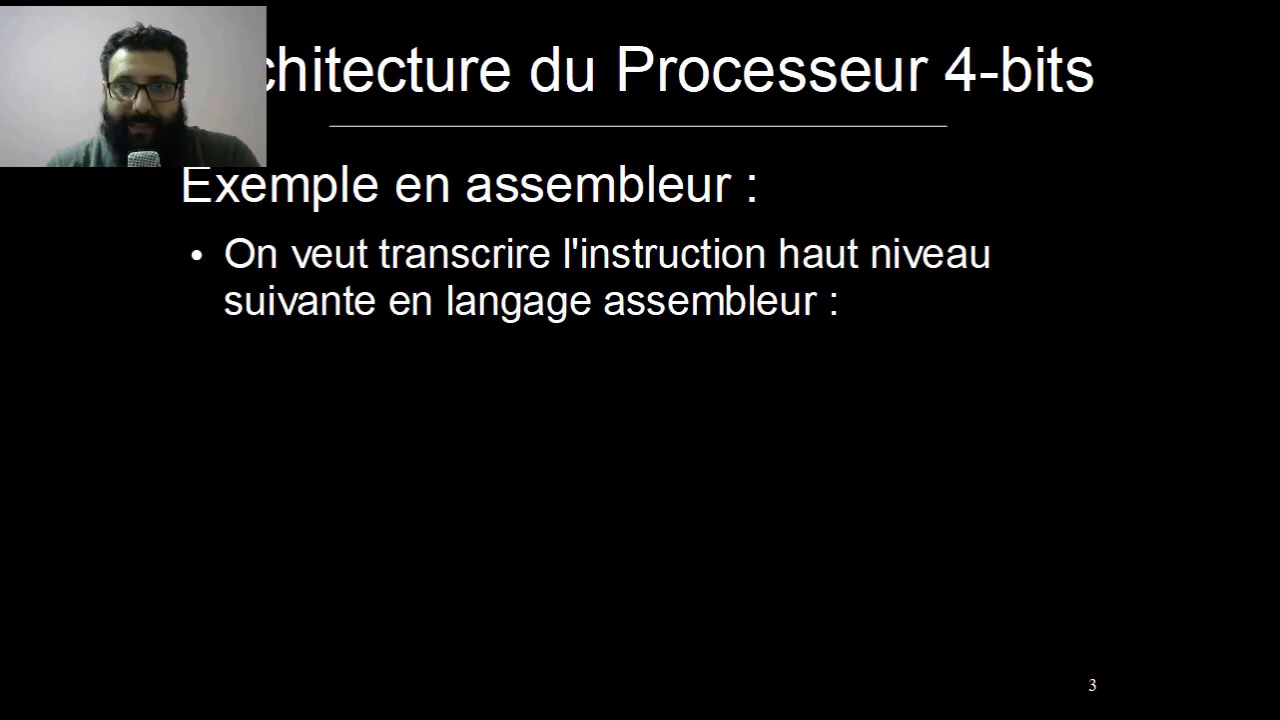 chitecture du Processeur 4-bits
Exemple en assembleur :
• On veut transcrire l'instruction haut niveau
suivante en langage assembleur :
3